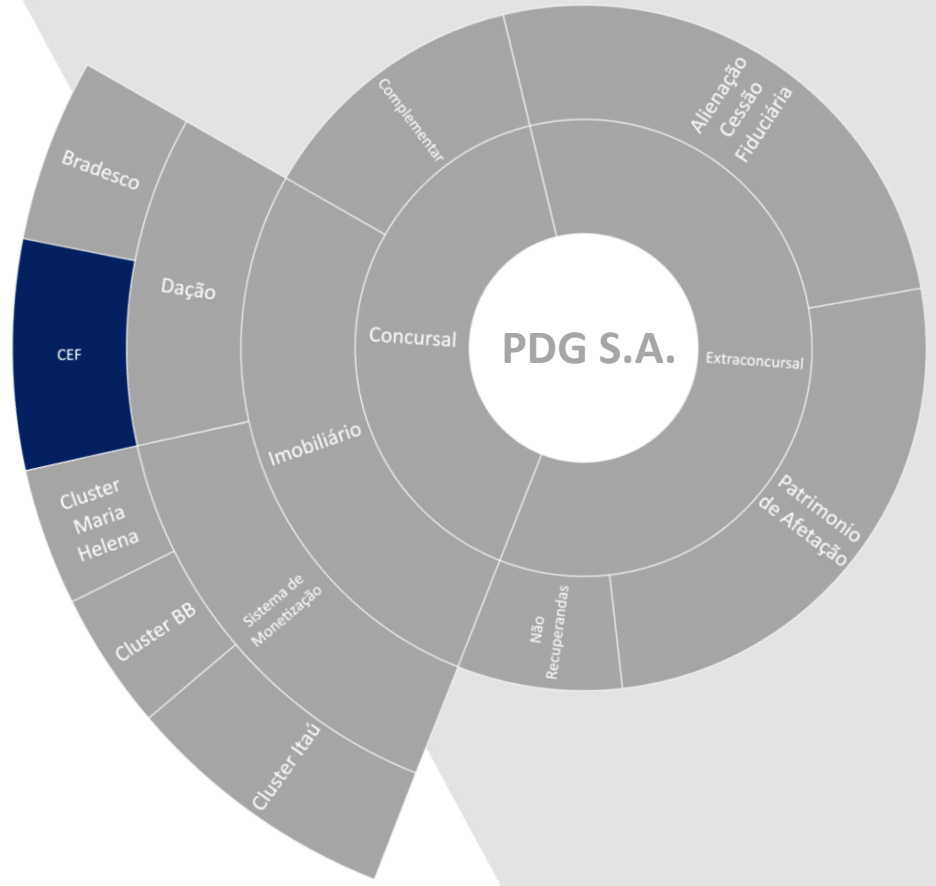 Alienação
Cessão
Fiduciária
Complementar
Bradesco
Dação
CEF
Concursal
PDG S.A.
Extraconcursal
Imobiliário
Cluster
Maria
Helena
Patrimonio
de Afetação
Sistema de
Monetização
Cluster BB
Não
Recuperandas
Cluster Itaú